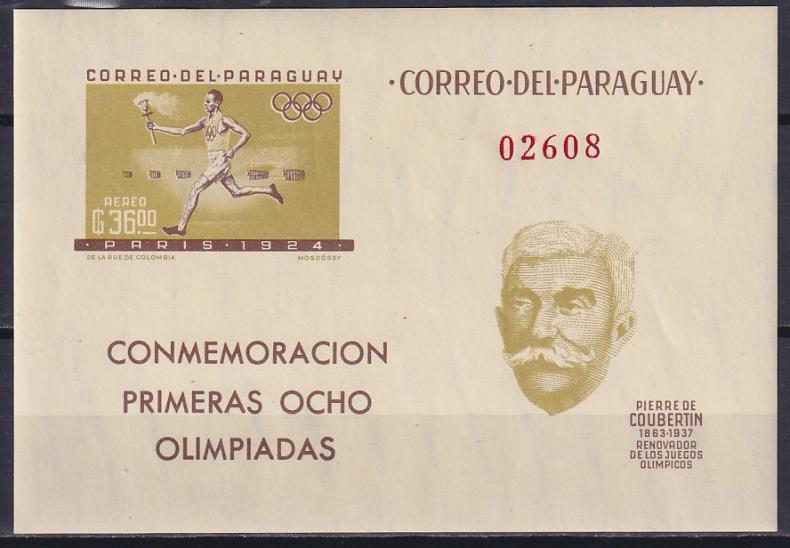 CORREO·DEL·PARAGUAY
AEREO
₲ 36.00
·PARIS·1924·
DE LA RUE DE COLOMBIA
MOSDÓSSY
CONMEMORACION
PRIMERAS OCHO
OLIMPIADAS
·CORREO·DEL·PARAGUAY·
02608
PIERRE DE
COUBERTIN
1863-1937
RENOVADOR
DE LOS JUEGOS
OLIMPICOS